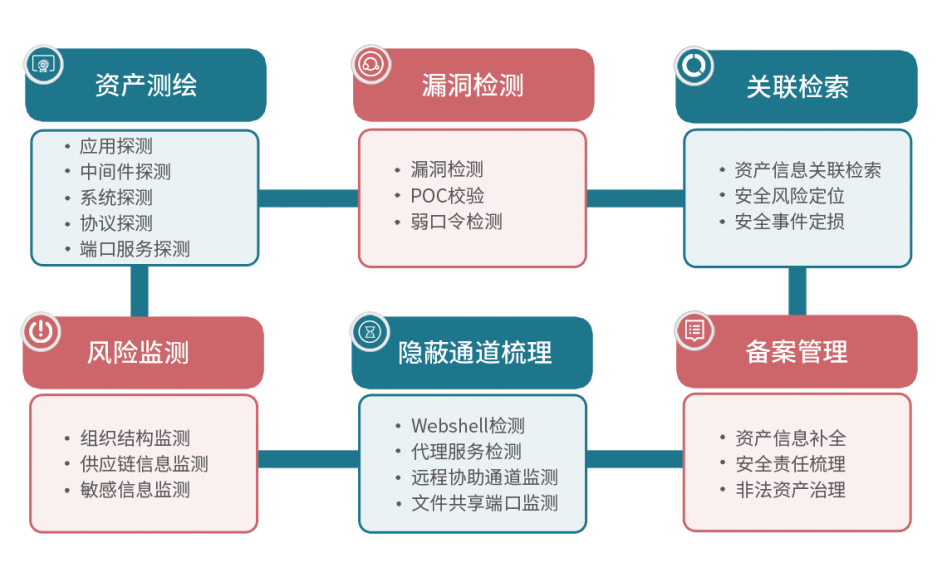 资产测绘
• 应用探测
• 中间件探测
• 系统探测
• 协议探测
• 端口服务探测
漏洞检测
• 漏洞检测
• POC校验
• 弱口令检测
关联检索
• 资产信息关联检索
• 安全风险定位
• 安全事件定损
风险监测
• 组织结构监测
• 供应链信息监测
• 敏感信息监测
隐蔽通道梳理
• Webshell检测
• 代理服务检测
• 远程协助通道监测
• 文件共享端口监测
备案管理
• 资产信息补全
• 安全责任梳理
• 非法资产治理